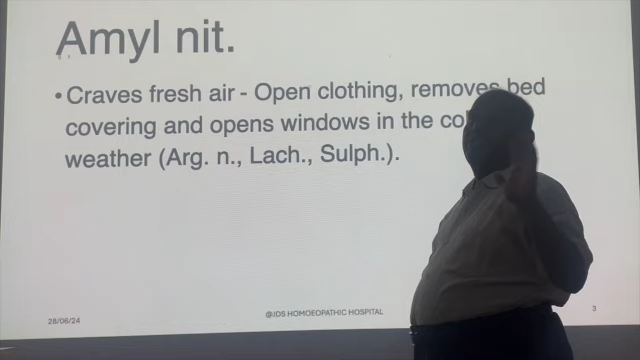 Amyl nit.
• Craves fresh air - Open clothing, removes bed
covering and opens windows in the
weather (Arg. n., Lach., Sulph.).
28/06/24
@JDS HOMOEOPATHIC HOSPITAL
3